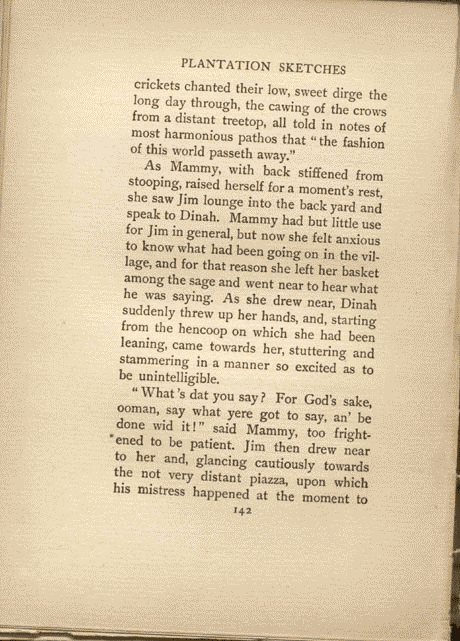 PLANTATION SKETCHES
crickets chanted their low, sweet dirge the
long day through, the cawing of the crows
from a distant treetop, all told in notes of
most harmonious pathos that "the fashion
of this world passeth away."
As Mammy, with back stiffened from
stooping, raised herself for a moment's rest,
she saw Jim lounge into the back yard and
speak to Dinah. Mammy had but little use
for Jim in general, but now she felt anxious
to know what had been going on in the vil-
lage, and for that reason she left her basket
among the sage and went near to hear what
he was saying. As she drew near, Dinah
suddenly threw up her hands, and, starting
from the hencoop on which she had been
leaning, came towards her, stuttering and
stammering in a manner so excited as to
be unintelligible.
"What's dat you say? For God's sake,
ooman, say what yere got to say, an' be
done wid it!" said Mammy, too fright-
ened to be patient. Jim then drew near
to her and, glancing cautiously towards
the not very distant piazza, upon which
his mistress happened at the moment to
142